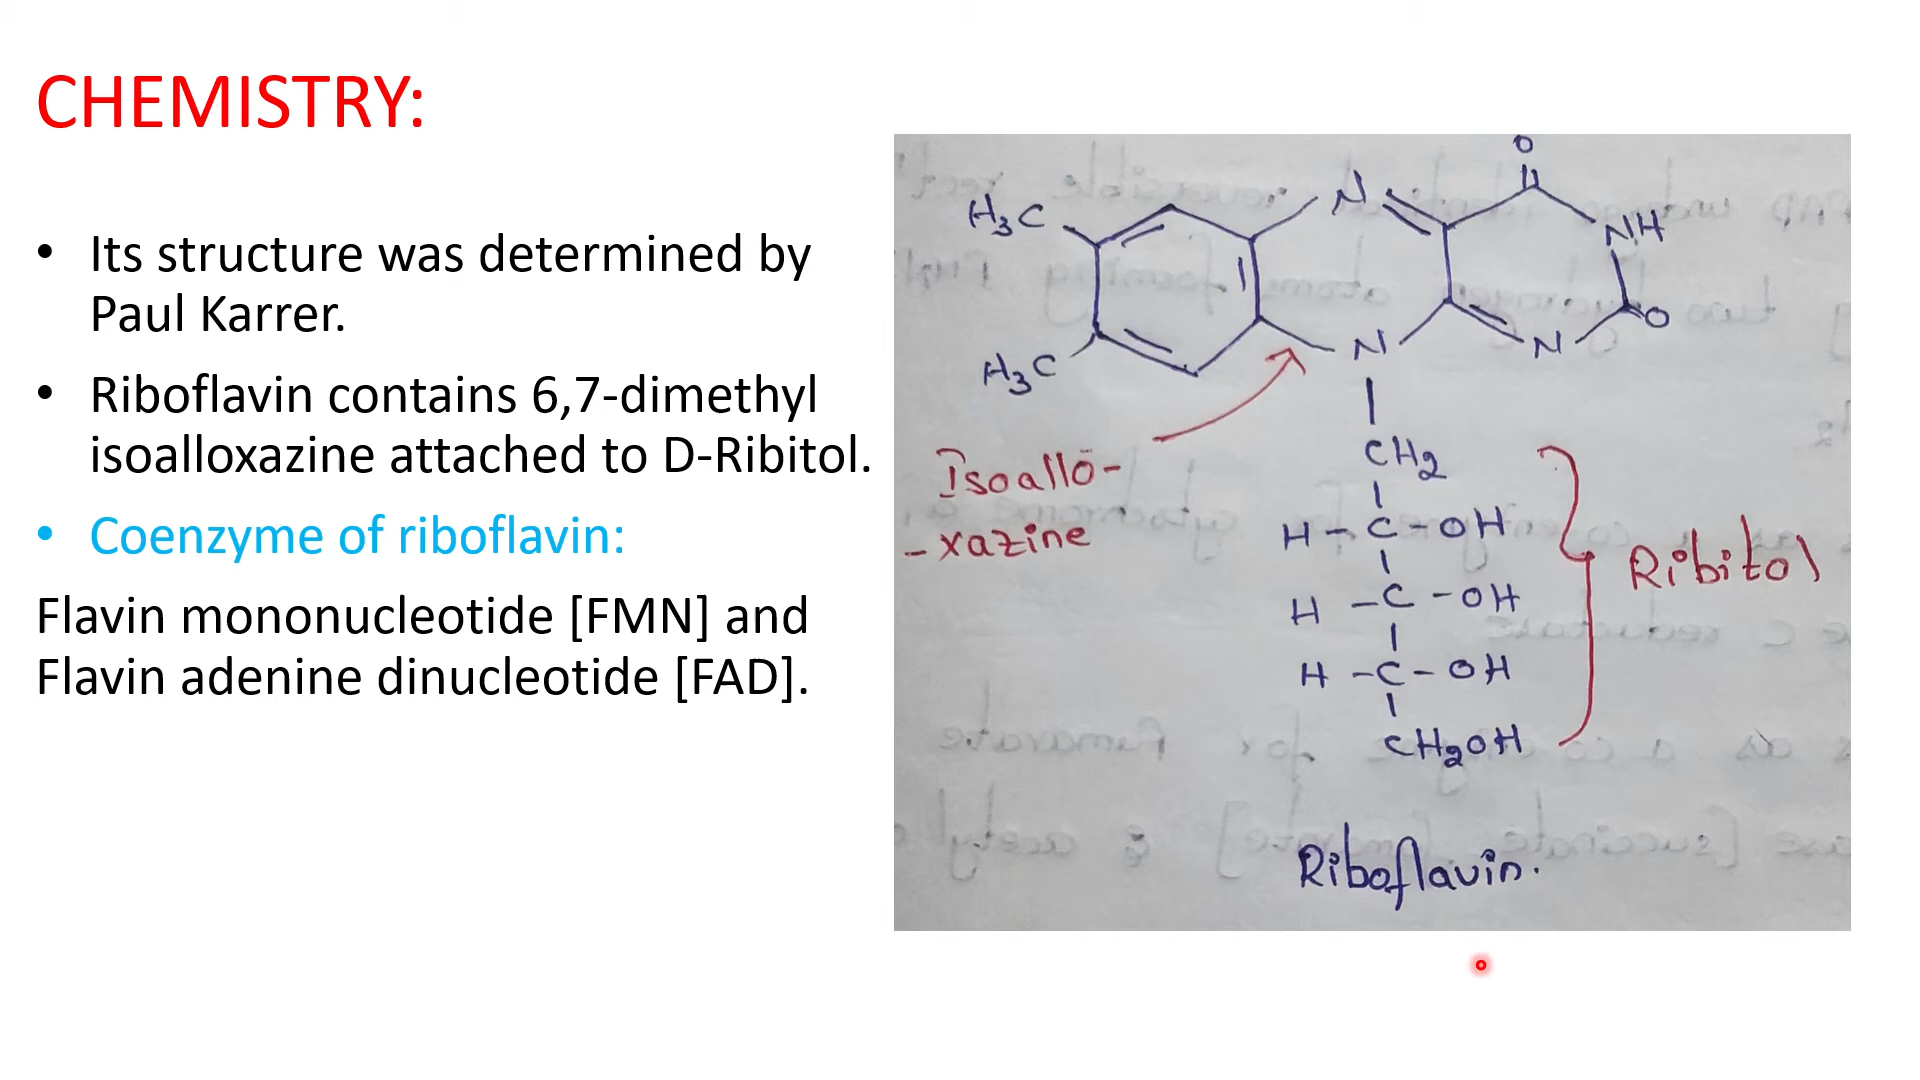 CHEMISTRY:
• Its structure was determined by
Paul Karrer.
• Riboflavin contains 6,7-dimethyl
isoalloxazine attached to D-Ribitol.
• Coenzyme of riboflavin:
Flavin mononucleotide [FMN] and
Flavin adenine dinucleotide [FAD].
O
H3C N NH
O
H3C N N
Isoallo-
-xazine
CH2
H-C-OH
H-C-OH
H-C-OH
CH2OH
Ribitol
Riboflavin.